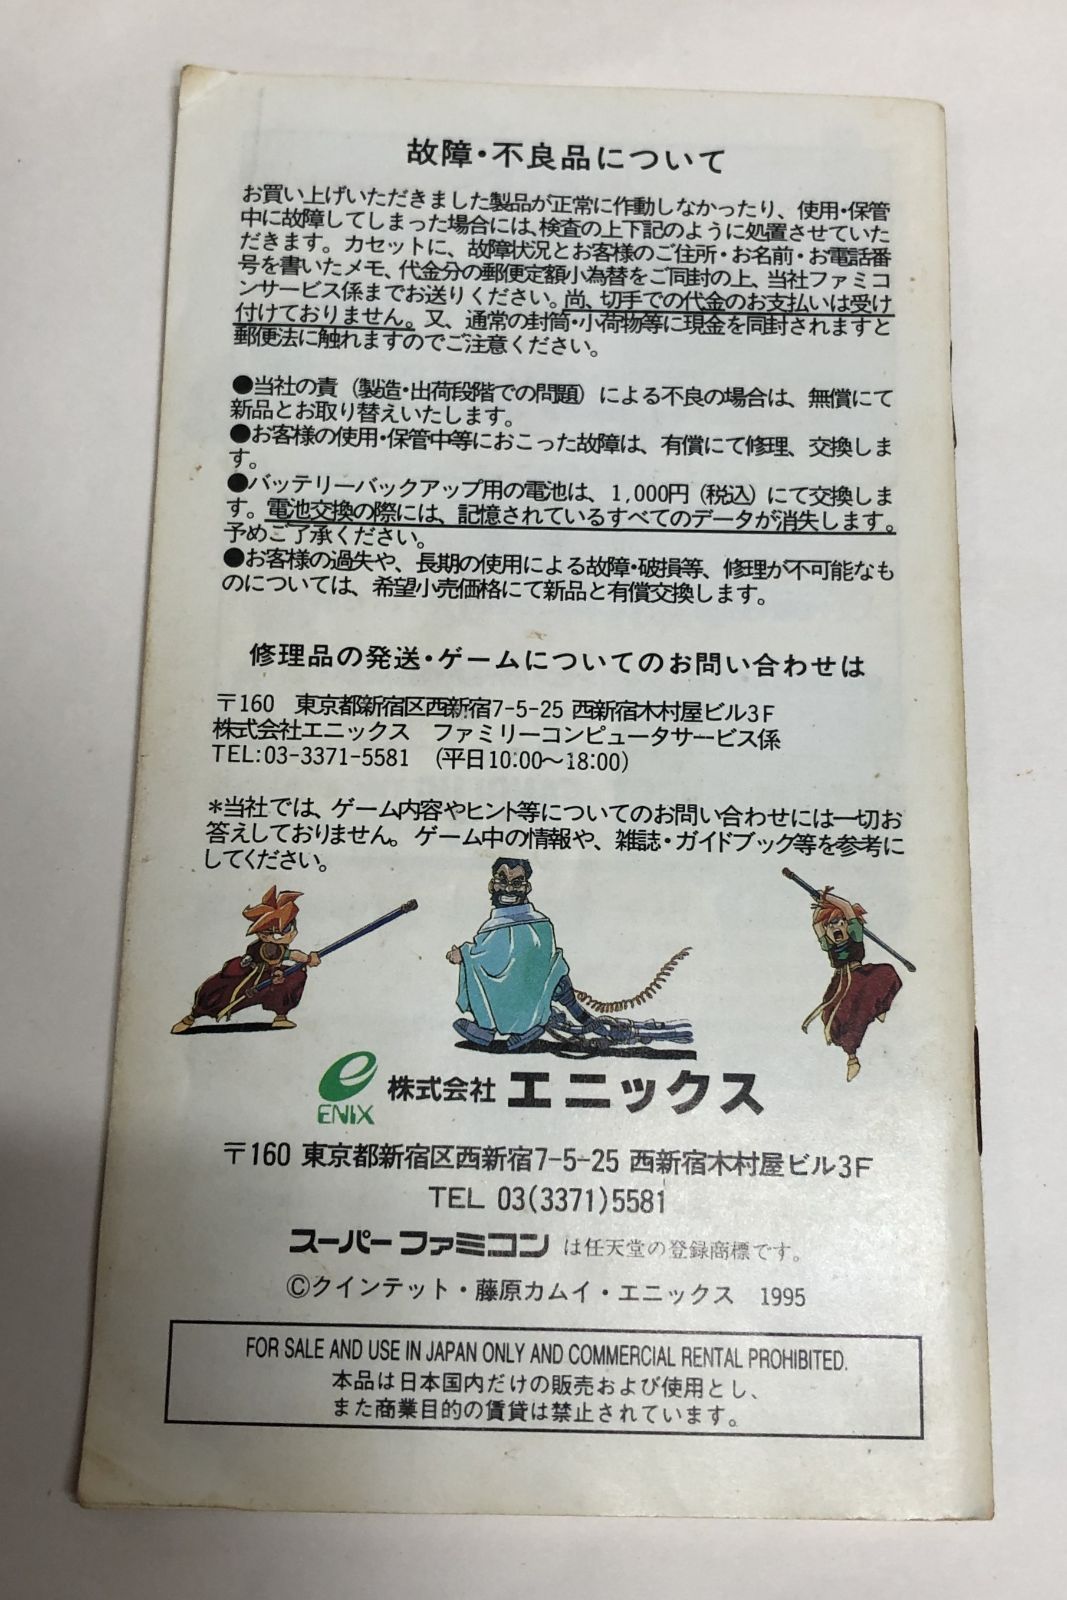 故障・不良品について
お買い上げいただきました製品が正常に作動しなかったり、使用・保管
中に故障してしまった場合には、検査の上下記のように処置させていた
だきます。カセットに、故障状況とお客様のご住所・お名前・お電話番
号を書いたメモ、代金分の郵便定額小為替をご同封の上、当社ファミコ
ンサービス係までお送りください。尚、切手での代金のお支払いは受け
付けておりません。又、通常の封筒・小荷物等に現金を同封されますと
郵便法に触れますのでご注意ください。
●当社の責（製造・出荷段階での問題）による不良の場合は、無償にて
新品とお取り替えいたします。
●お客様の使用・保管中等におこった故障は、有償にて修理、交換しま
す。
●バッテリーバックアップ用の電池は、1,000円（税込）にて交換しま
す。電池交換の際には、記憶されているすべてのデータが消失します。
予めご了承ください。
●お客様の過失や、長期の使用による故障・破損等、修理が不可能なも
のについては、希望小売価格にて新品と有償交換します。
修理品の発送・ゲームについてのお問い合わせは
〒160 東京都新宿区西新宿7-5-25 西新宿木村屋ビル3F
株式会社エニックス ファミリーコンピュータサービス係
TEL:03-3371-5581 （平日10:00〜18:00）
*当社では、ゲーム内容やヒント等についてのお問い合わせには一切お
答えしておりません。ゲーム中の情報や、雑誌・ガイドブック等を参考に
してください。
e ENIX 株式会社 エニックス
〒160 東京都新宿区西新宿7-5-25 西新宿木村屋ビル3F
TEL 03(3371)5581
スーパーファミコン は任天堂の登録商標です。
©クインテット・藤原カムイ・エニックス 1995
FOR SALE AND USE IN JAPAN ONLY AND COMMERCIAL RENTAL PROHIBITED.
本品は日本国内だけの販売および使用とし、
また商業目的の賃貸は禁止されています。